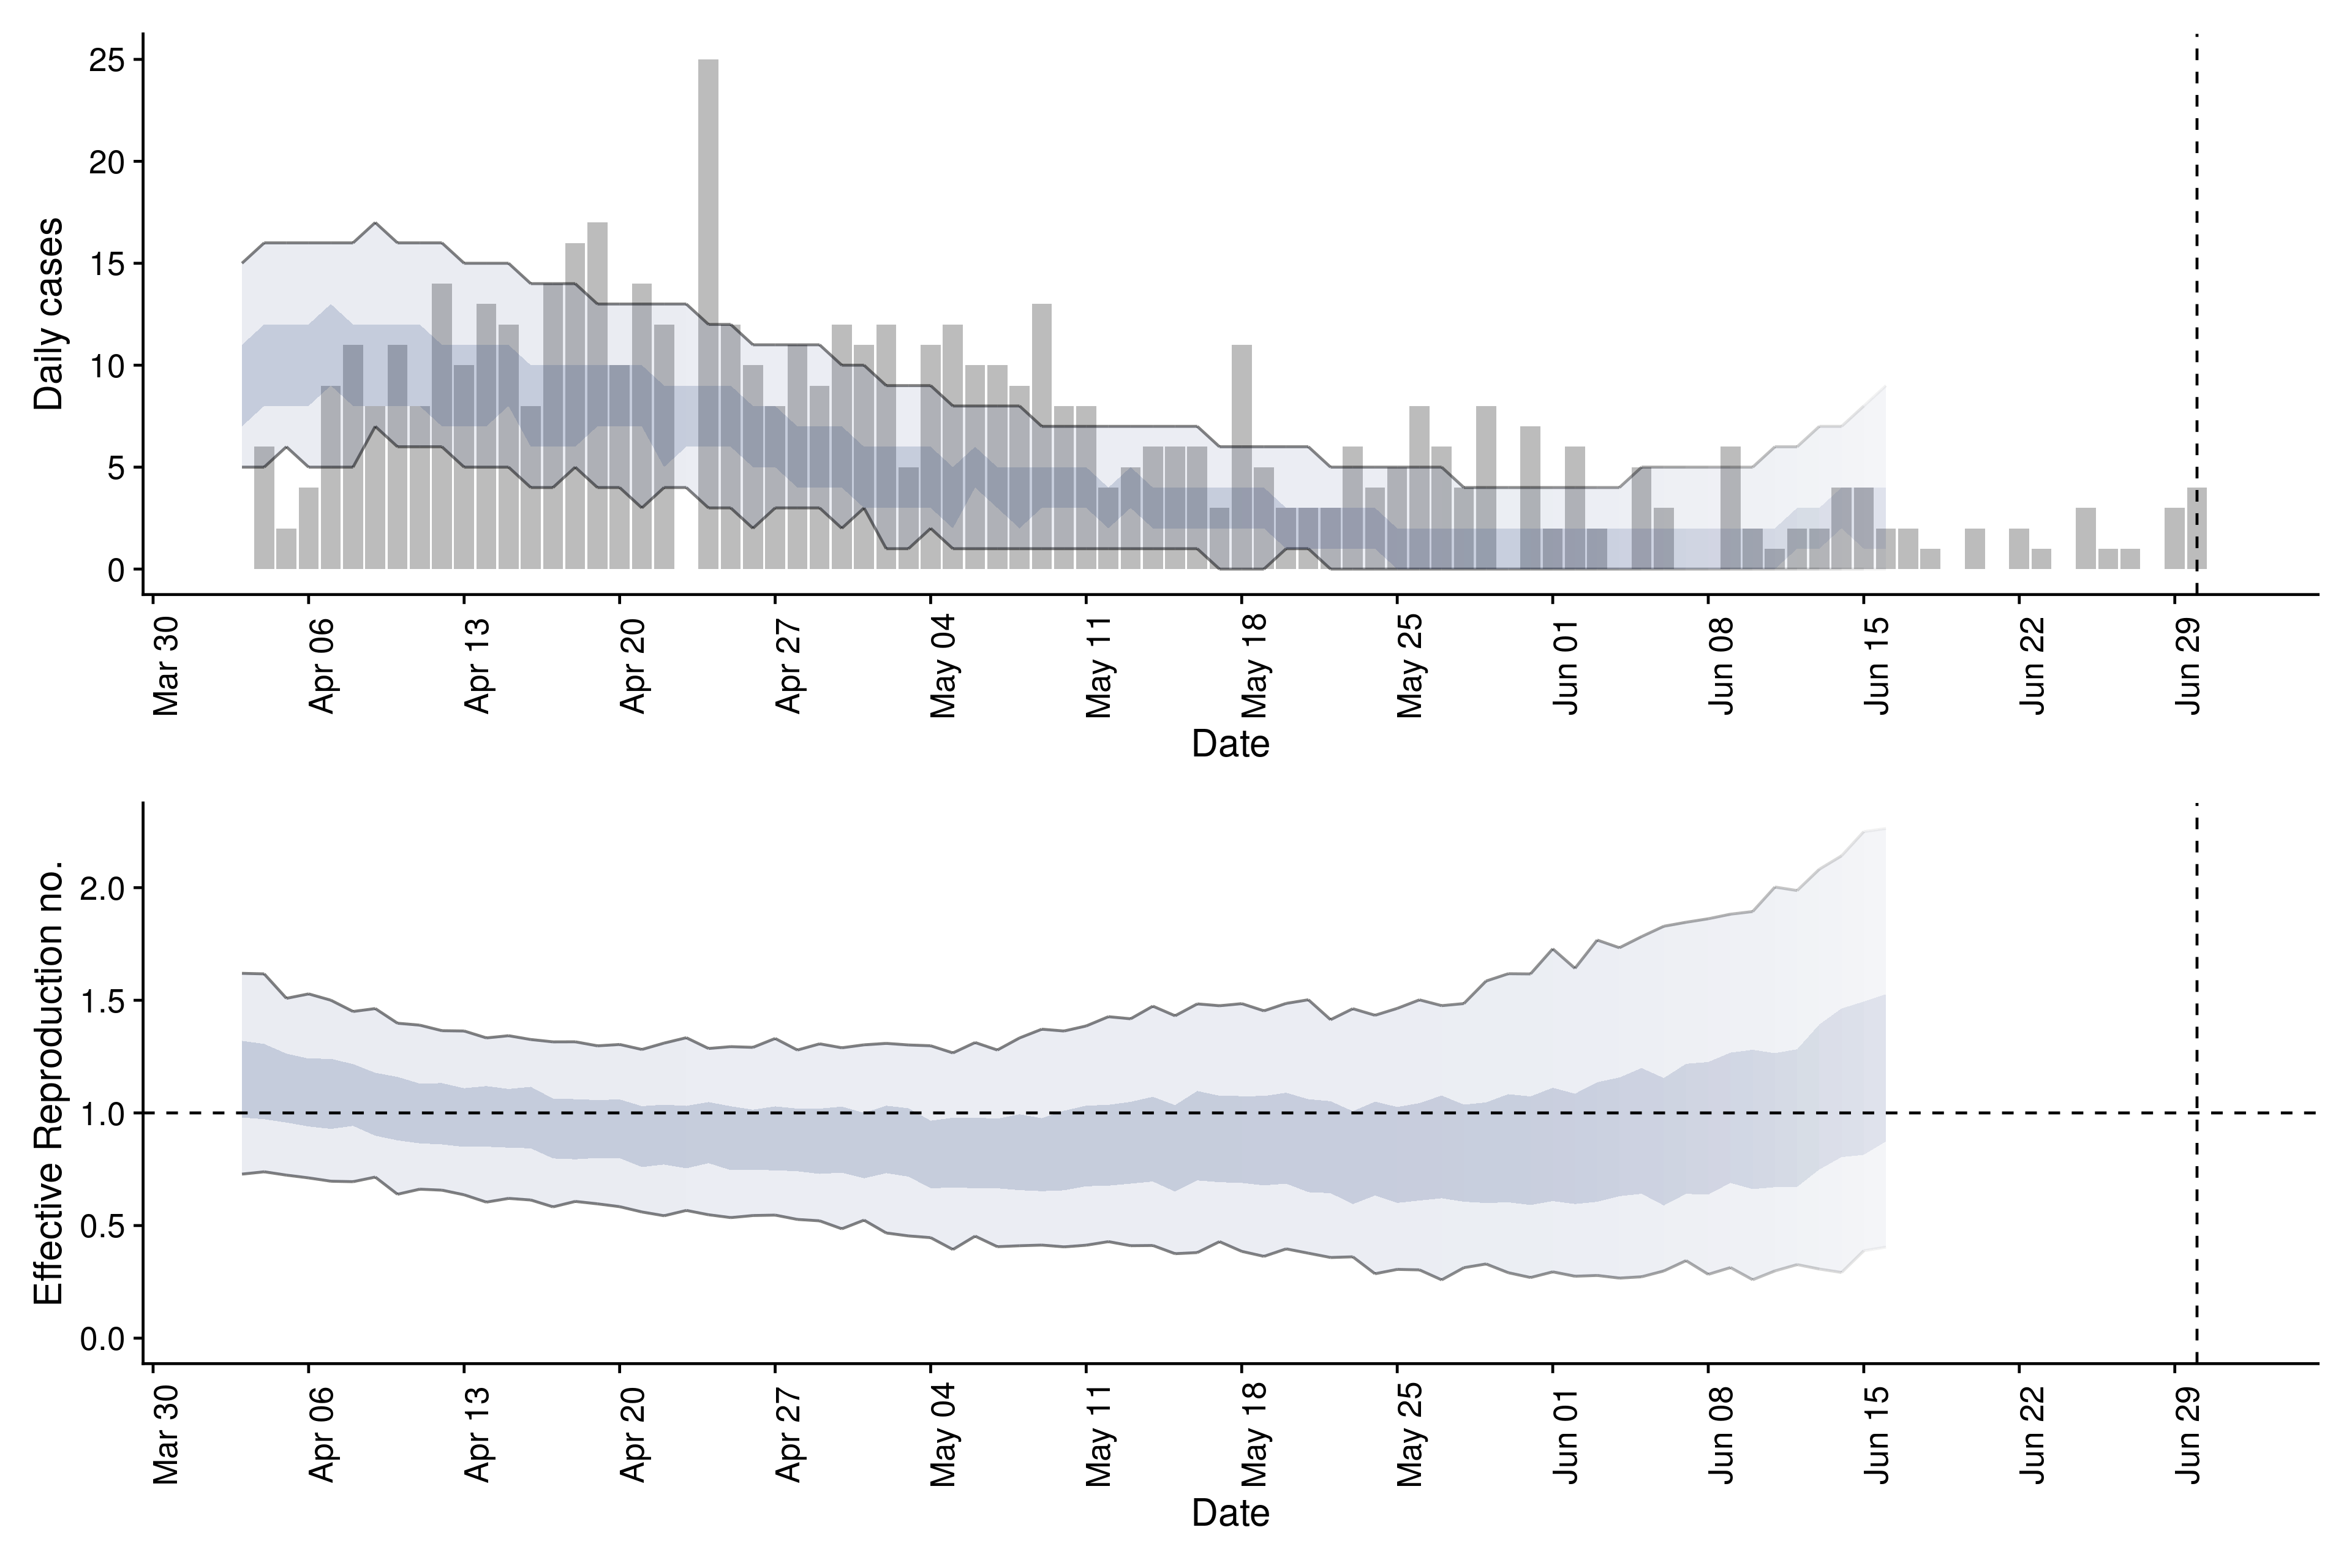 Daily cases
25
20
15
10
5
0
Mar 30
Apr 06
Apr 13
Apr 20
Apr 27
May 04
May 11
May 18
May 25
Jun 01
Jun 08
Jun 15
Jun 22
Jun 29
Date
Effective Reproduction no.
2.0
1.5
1.0
0.5
0.0
Mar 30
Apr 06
Apr 13
Apr 20
Apr 27
May 04
May 11
May 18
May 25
Jun 01
Jun 08
Jun 15
Jun 22
Jun 29
Date